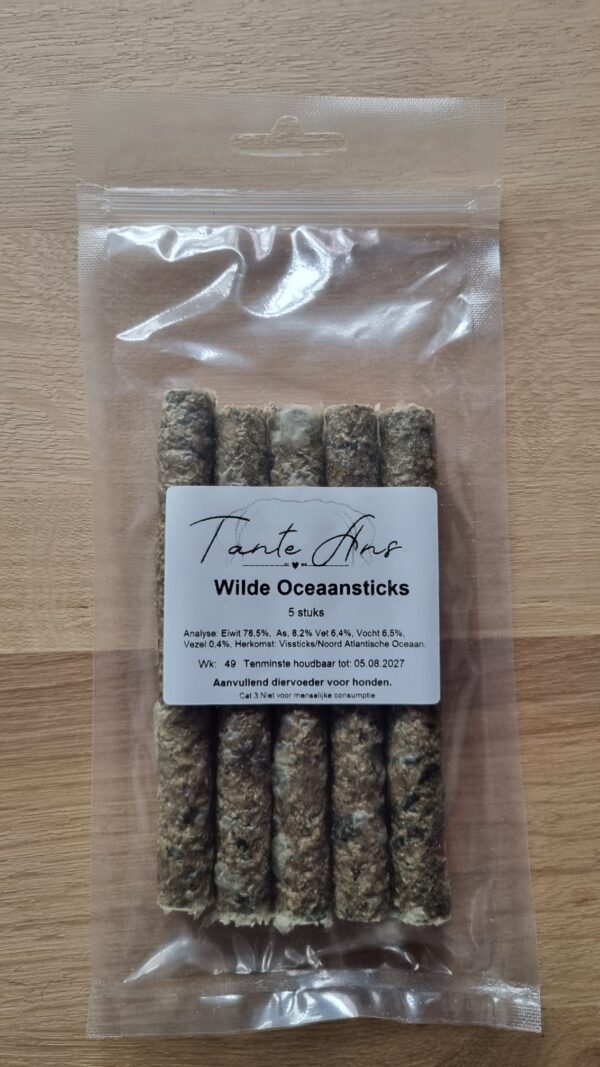 Tante Ans
Wilde Oceaansticks
5 stuks
Analyse: Eiwit 78,5%, As, 8,2% Vet 6,4%, Vocht 6,5%,
Vezel 0,4%, Herkomst: Vissticks/Noord Atlantische Oceaan.
Wk: 49 Tenminste houdbaar tot: 05.08.2027
Aanvullend diervoeder voor honden.
Cat 3 Niet voor menselijke consumptie